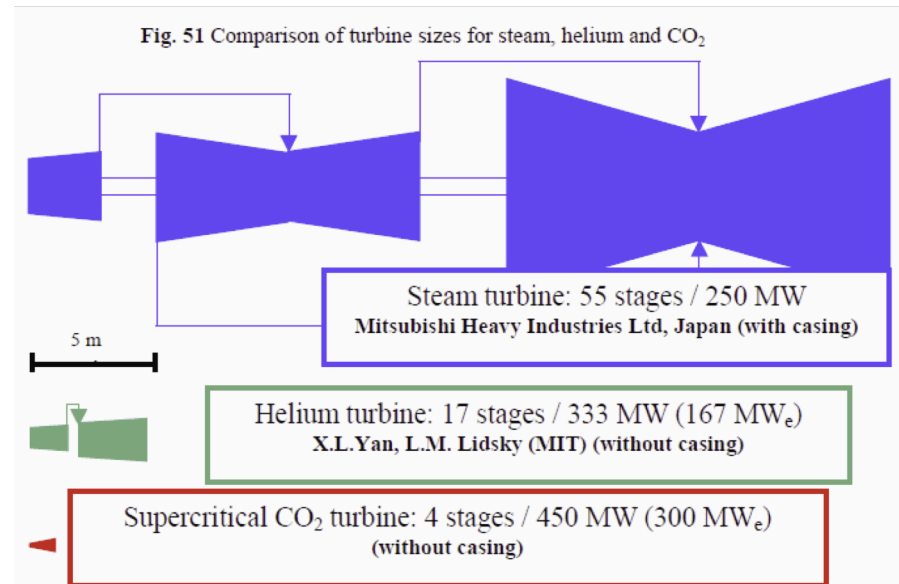 Fig. 51 Comparison of turbine sizes for steam, helium and CO₂
Steam turbine: 55 stages / 250 MW
Mitsubishi Heavy Industries Ltd, Japan (with casing)
5 m
Helium turbine: 17 stages / 333 MW (167 MWₑ)
X.L.Yan, L.M. Lidsky (MIT) (without casing)
Supercritical CO₂ turbine: 4 stages / 450 MW (300 MWₑ)
(without casing)